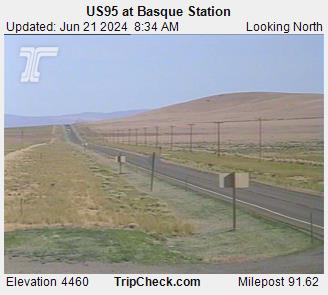 US95 at Basque Station
Updated: Jun 21 2024 8:34 AM Looking North
Elevation 4460 TripCheck.com Milepost 91.62